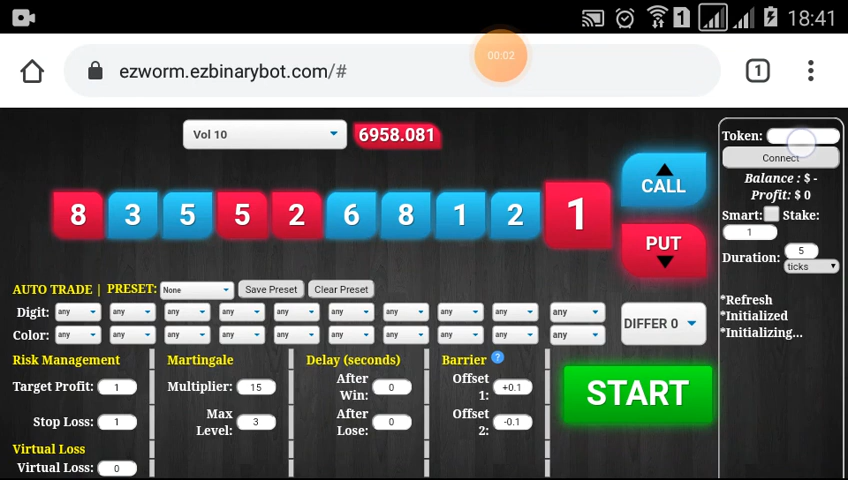 1 18:41
00:02
ezworm.ezbinarybot.com/# 1
Vol 10 6958.081
8 3 5 5 2 6 8 1 2 1
CALL
PUT
Token:
Connect
Balance : $ -
Profit: $ 0
Smart: Stake:
1
Duration: 5
ticks
*Refresh
*Initialized
*Initializing...
AUTO TRADE | PRESET: None Save Preset Clear Preset
Digit: any any any any any any any any any any
Color: any any any any any any any any any any
DIFFER 0
START
Risk Management
Target Profit: 1
Stop Loss: 1
Virtual Loss
Virtual Loss: 0
Martingale
Multiplier: 15
Max
Level: 3
Delay (seconds)
After
Win: 0
After
Lose: 0
Barrier ?
Offset
1: +0.1
Offset
2: -0.1